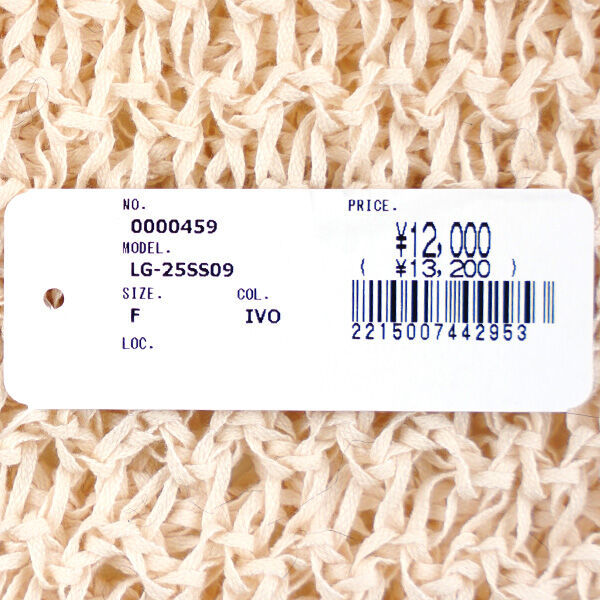 NO.
0000459
MODEL.
LG-25SS09
SIZE. COL.
F IVO
LOC.
PRICE.
¥12,000
( ¥13,200 )
2215007442953